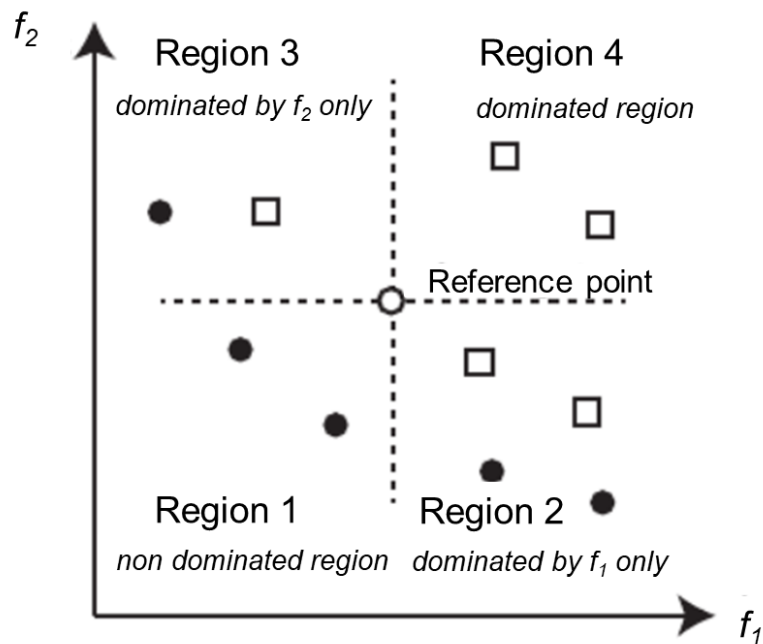 f2
Region 3
Region 4
dominated by f2 only
dominated region
Reference point
Region 1
Region 2
non dominated region
dominated by f1 only
f1